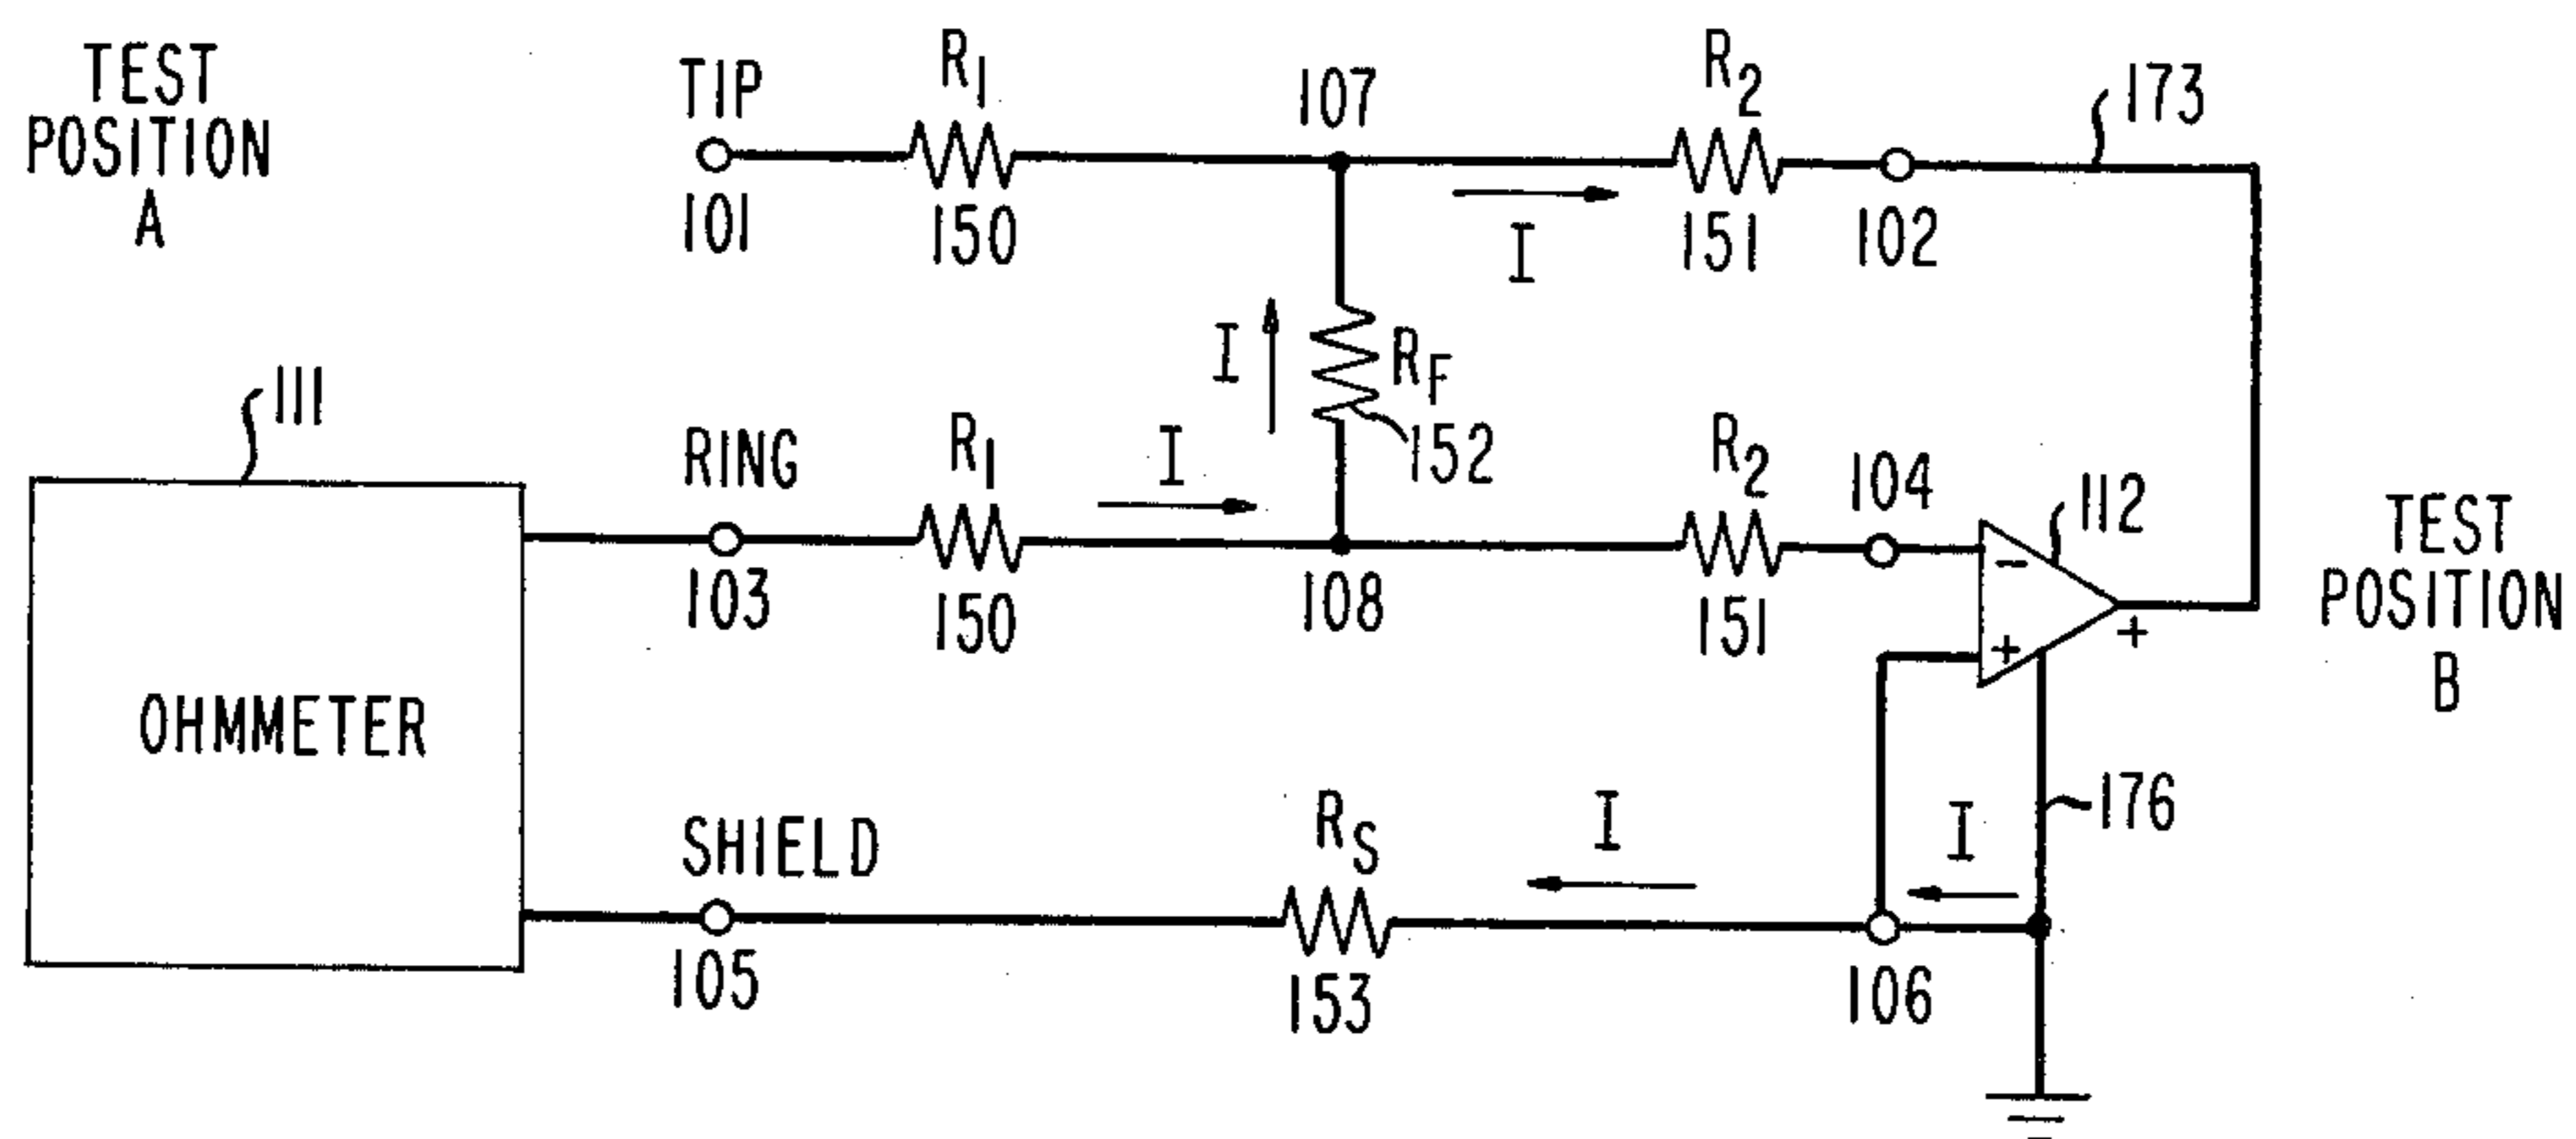 TEST
POSITION
A
TIP
101
R1
150
107
R2
151
102
173
I
I
RF
152
111
OHMMETER
RING
103
R1
150
I
108
R2
151
104
-
+
+
112
TEST
POSITION
B
SHIELD
105
RS
153
I
I
176
106